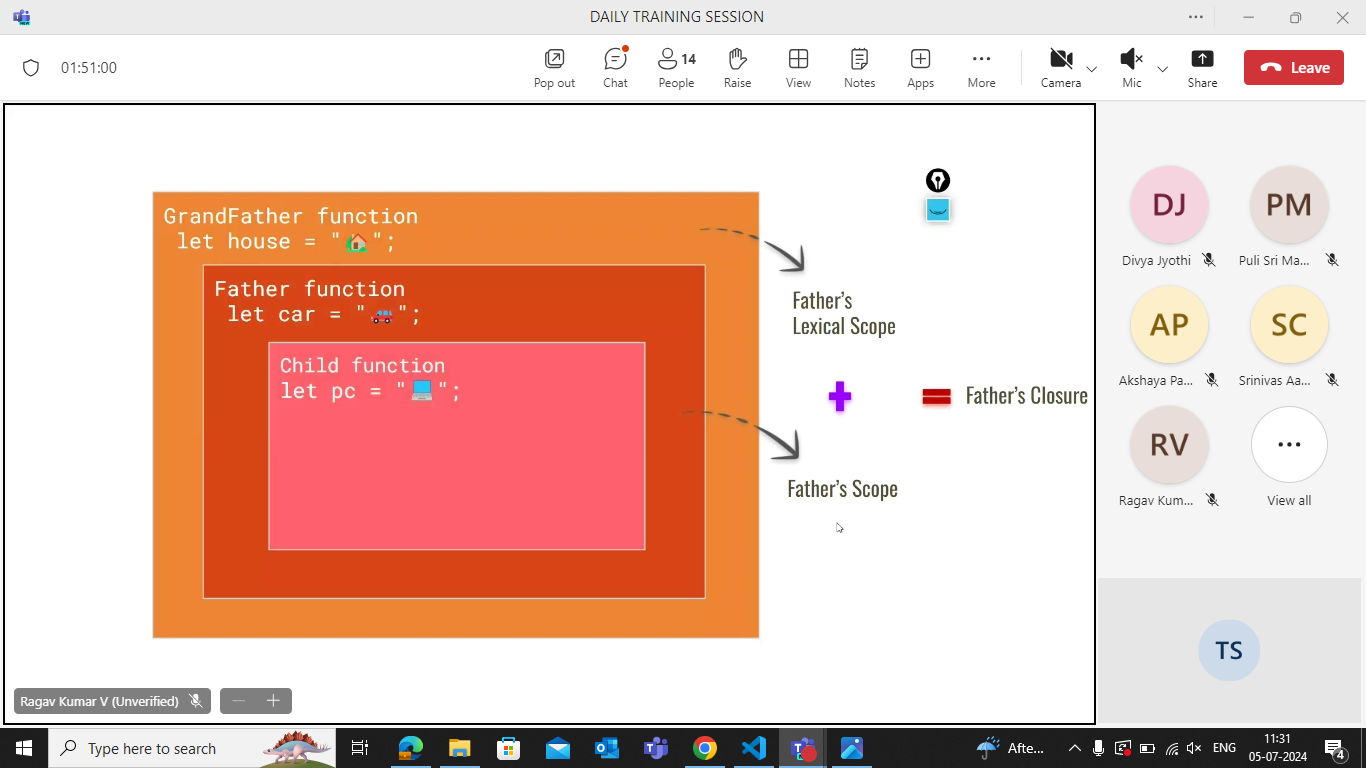 DAILY TRAINING SESSION
01:51:00
Pop out
Chat
14
People
Raise
View
Notes
Apps
More
Camera
Mic
Share
Leave
GrandFather function
let house = "🏡";
Father function
let car = "🚗";
Child function
let pc = "💻";
Father's
Lexical Scope
Father's Scope
Father's Closure
DJ
Divya Jyothi
PM
Puli Sri Ma...
AP
Akshaya Pa...
SC
Srinivas Aa...
RV
Ragav Kum...
View all
TS
Ragav Kumar V (Unverified)
Type here to search
Afte...
ENG
11:31
05-07-2024
4